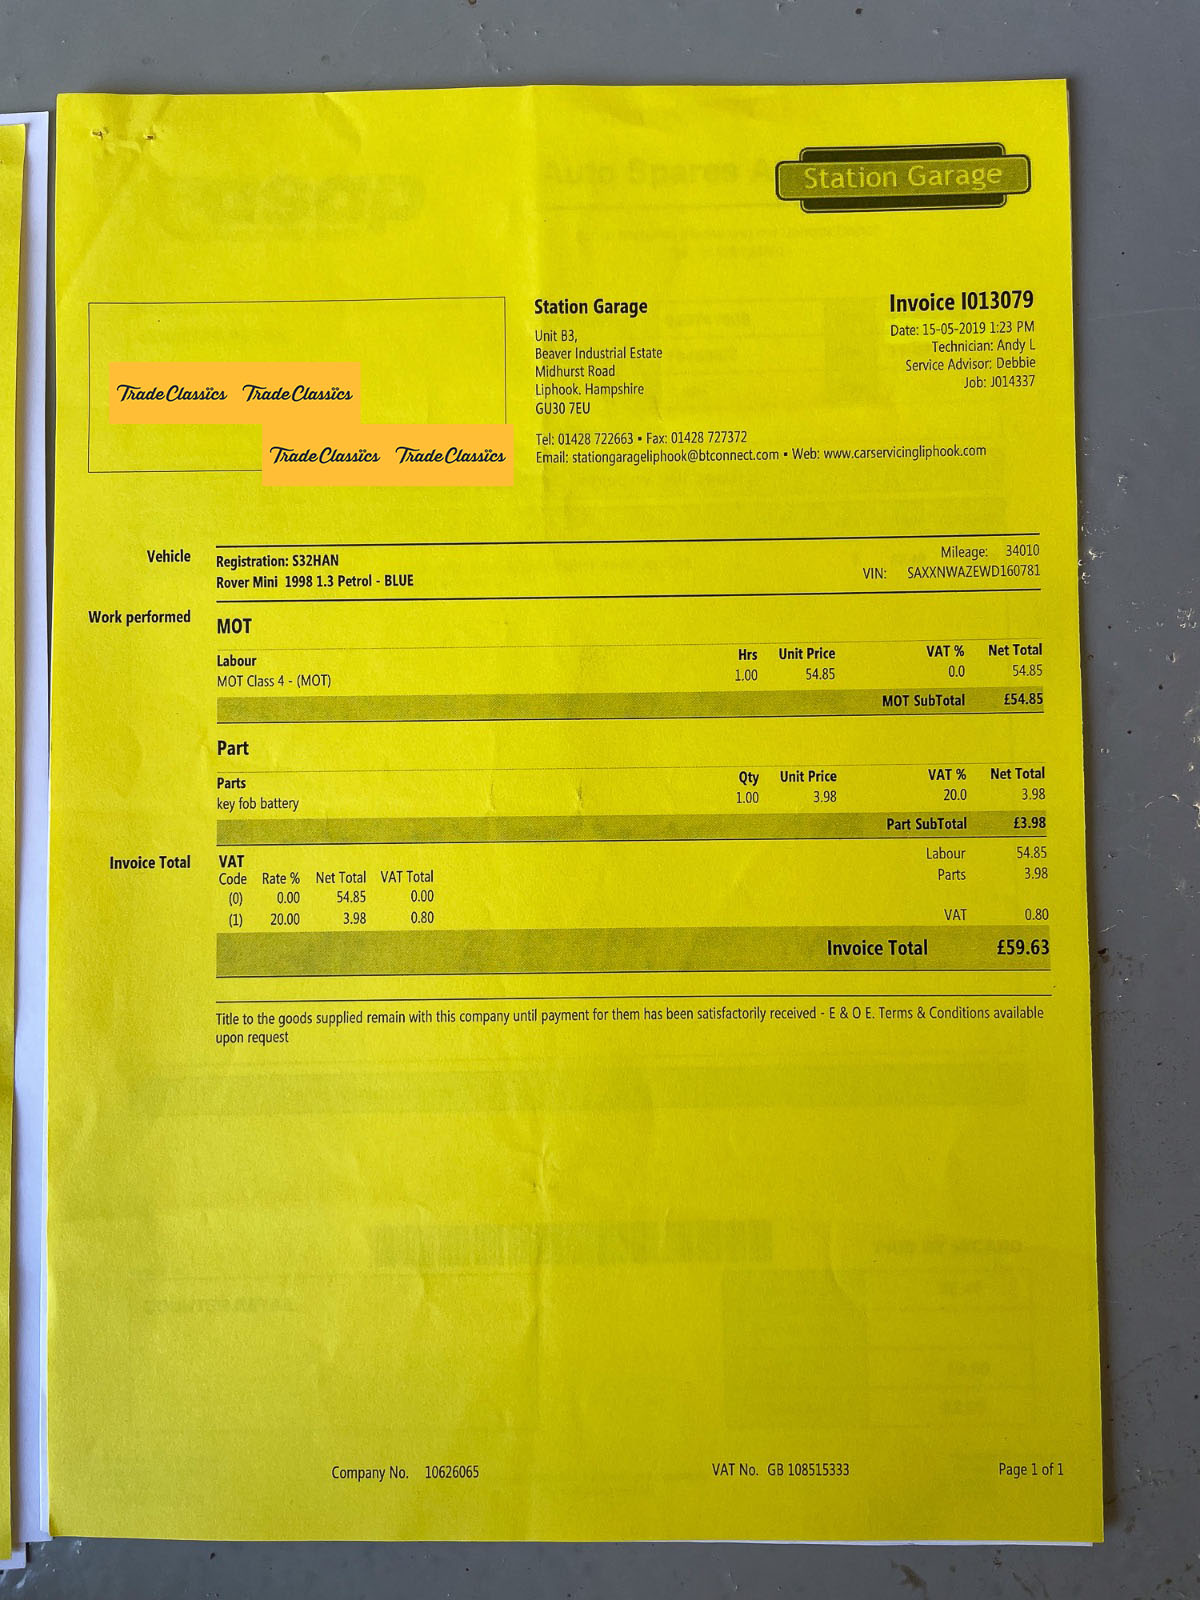 Station Garage
Station Garage
Unit B3,
Beaver Industrial Estate
Midhurst Road
Liphook, Hampshire
GU30 7EU
Tel: 01428 722663 • Fax: 01428 727372
Email: stationgarageliphook@btconnect.com • Web: www.carservicingliphook.com
Invoice I013079
Date: 15-05-2019 1:23 PM
Technician: Andy L
Service Advisor: Debbie
Job: J014337
TradeClassics TradeClassics
TradeClassics TradeClassics
Vehicle
Registration: S32HAN
Rover Mini 1998 1.3 Petrol - BLUE
Mileage: 34010
VIN: SAXXNWAZEWD160781
Work performed
MOT
Labour Hrs Unit Price VAT % Net Total
MOT Class 4 - (MOT) 1.00 54.85 0.0 54.85
MOT SubTotal £54.85
Part
Parts Qty Unit Price VAT % Net Total
key fob battery 1.00 3.98 20.0 3.98
Part SubTotal £3.98
Invoice Total
VAT
Code Rate % Net Total VAT Total
(0) 0.00 54.85 0.00
(1) 20.00 3.98 0.80
Labour 54.85
Parts 3.98
VAT 0.80
Invoice Total £59.63
Title to the goods supplied remain with this company until payment for them has been satisfactorily received - E & O E. Terms & Conditions available
upon request
Company No. 10626065 VAT No. GB 108515333 Page 1 of 1